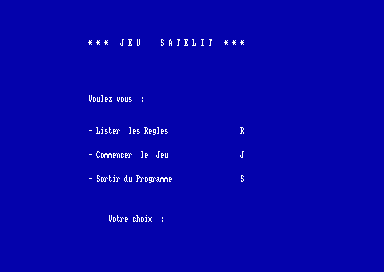 *** JEU SATELIT ***
Voulez vous :
- Lister les Regles R
- Commencer le Jeu J
- Sortir du Programme S
Votre choix :